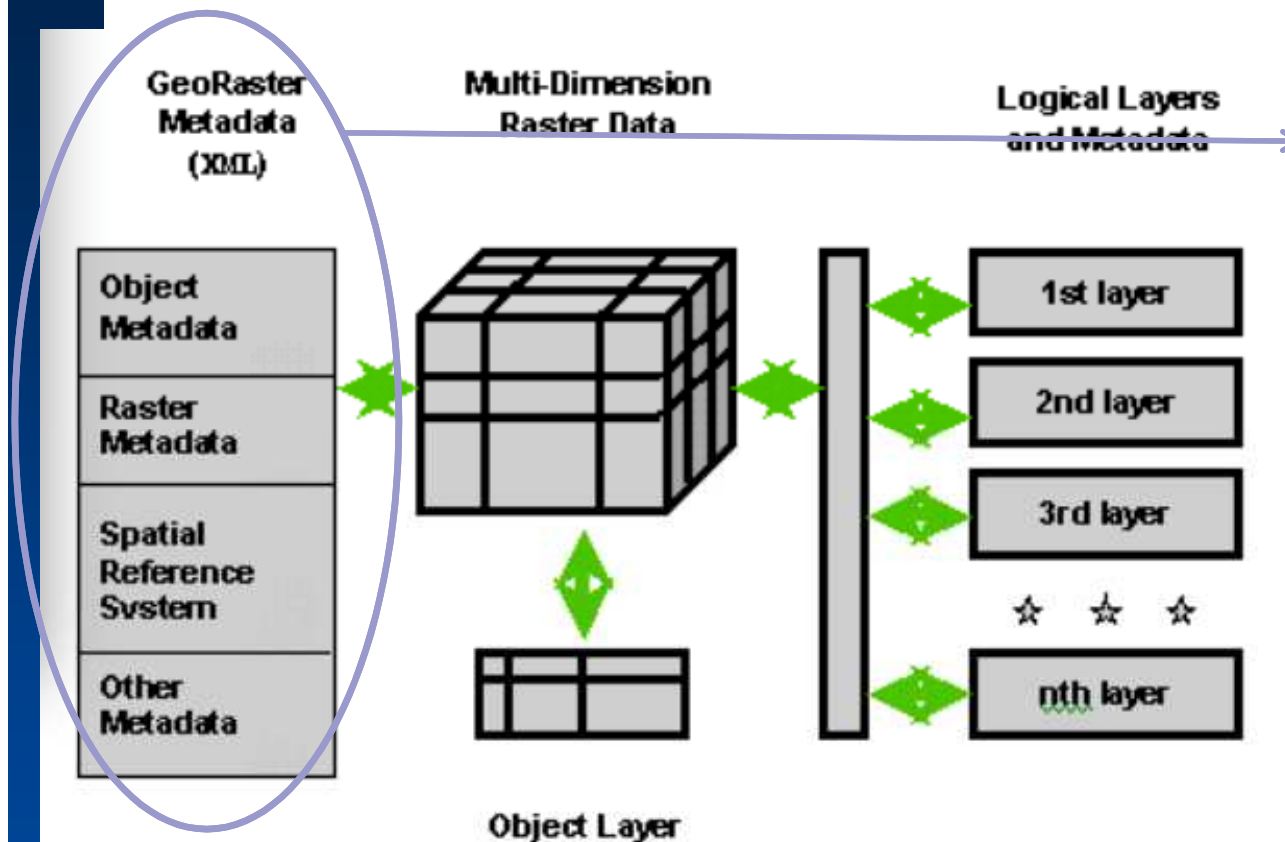 GeoRaster
Metadata
(XML)
Multi-Dimension
Raster Data
Logical Layers
and Metadata
Object
Metadata
Raster
Metadata
Spatial
Reference
System
Other
Metadata
1st layer
2nd layer
3rd layer
nth layer
Object Layer